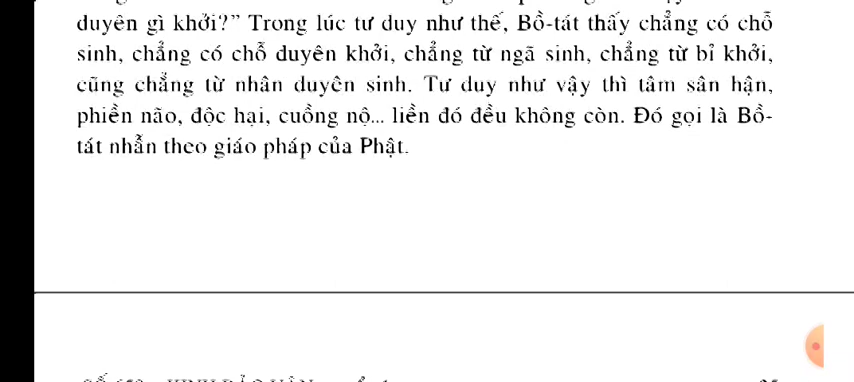 duyên gì khởi?” Trong lúc tư duy như thế, Bồ-tát thấy chẳng có chỗ
sinh, chẳng có chỗ duyên khởi, chẳng từ ngã sinh, chẳng từ bỉ khởi,
cũng chẳng từ nhân duyên sinh. Tư duy như vậy thì tâm sân hận,
phiền não, độc hại, cuồng nộ... liền đó đều không còn. Đó gọi là Bồ-
tát nhẫn theo giáo pháp của Phật.